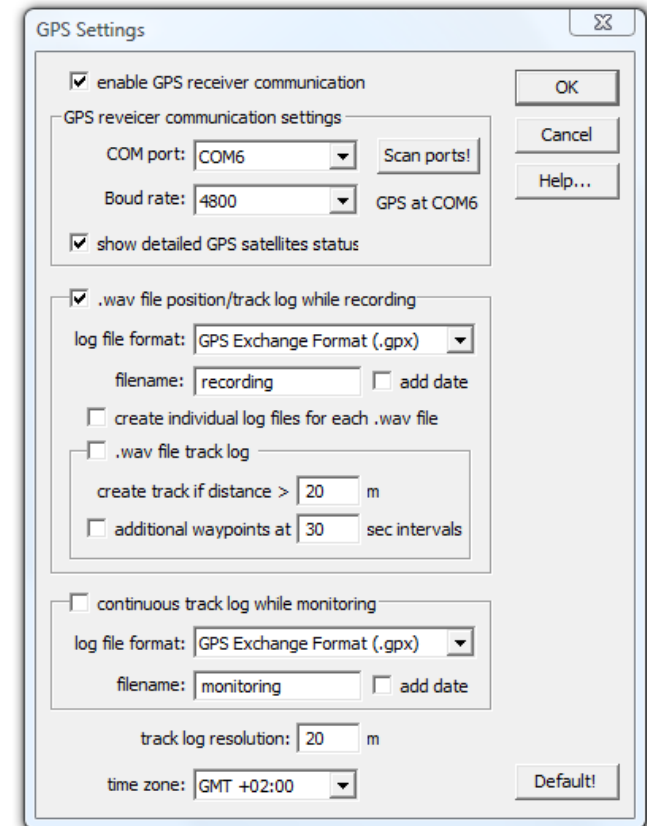 GPS Settings
enable GPS receiver communication
OK
GPS reveicer communication settings
Cancel
COM port: COM6 Scan ports!
Help...
Boud rate: 4800 GPS at COM6
show detailed GPS satellites status
.wav file position/track log while recording
log file format: GPS Exchange Format (.gpx)
filename: recording add date
create individual log files for each .wav file
.wav file track log
create track if distance > 20 m
additional waypoints at 30 sec intervals
continuous track log while monitoring
log file format: GPS Exchange Format (.gpx)
filename: monitoring add date
track log resolution: 20 m
time zone: GMT +02:00 Default!